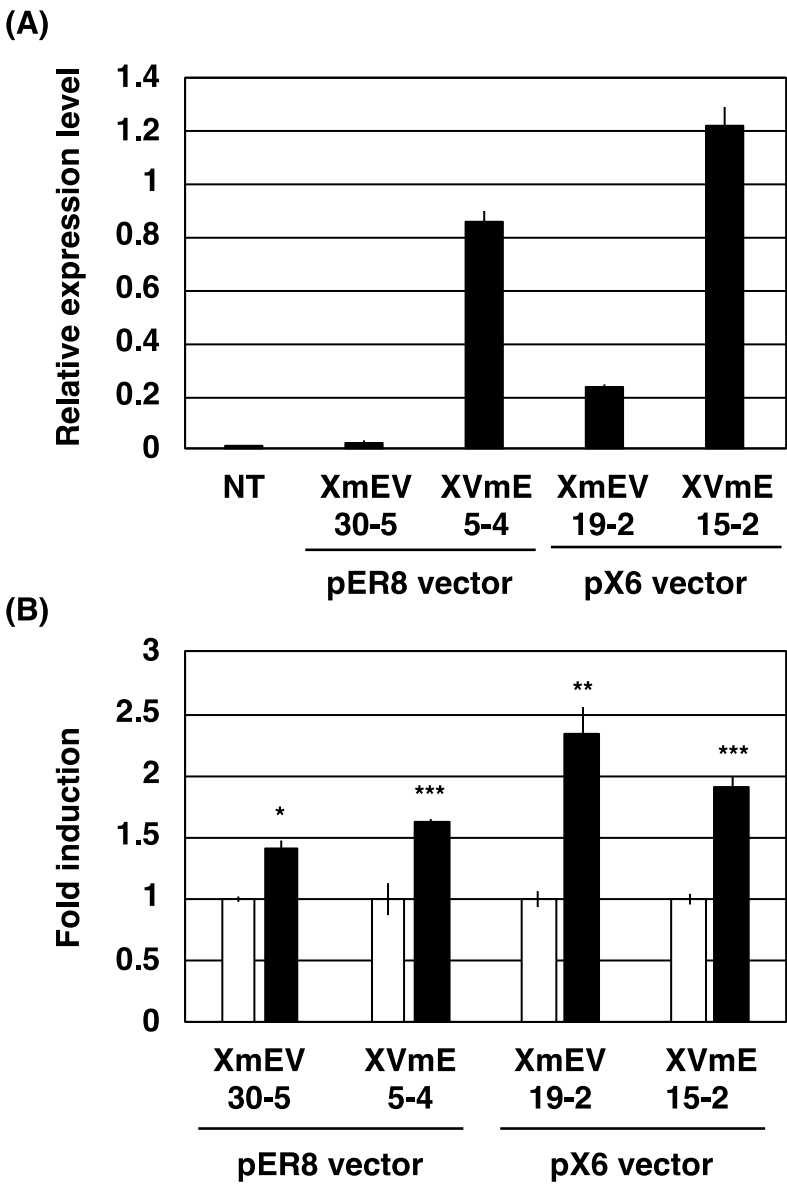 (A)
Relative expression level
1.4
1.2
1
0.8
0.6
0.4
0.2
0
NT XmEV XVmE XmEV XVmE
30-5 5-4 19-2 15-2
pER8 vector pX6 vector
(B)
Fold induction
3
2.5
2
1.5
1
0.5
0
* *** ** ***
XmEV XVmE XmEV XVmE
30-5 5-4 19-2 15-2
pER8 vector pX6 vector